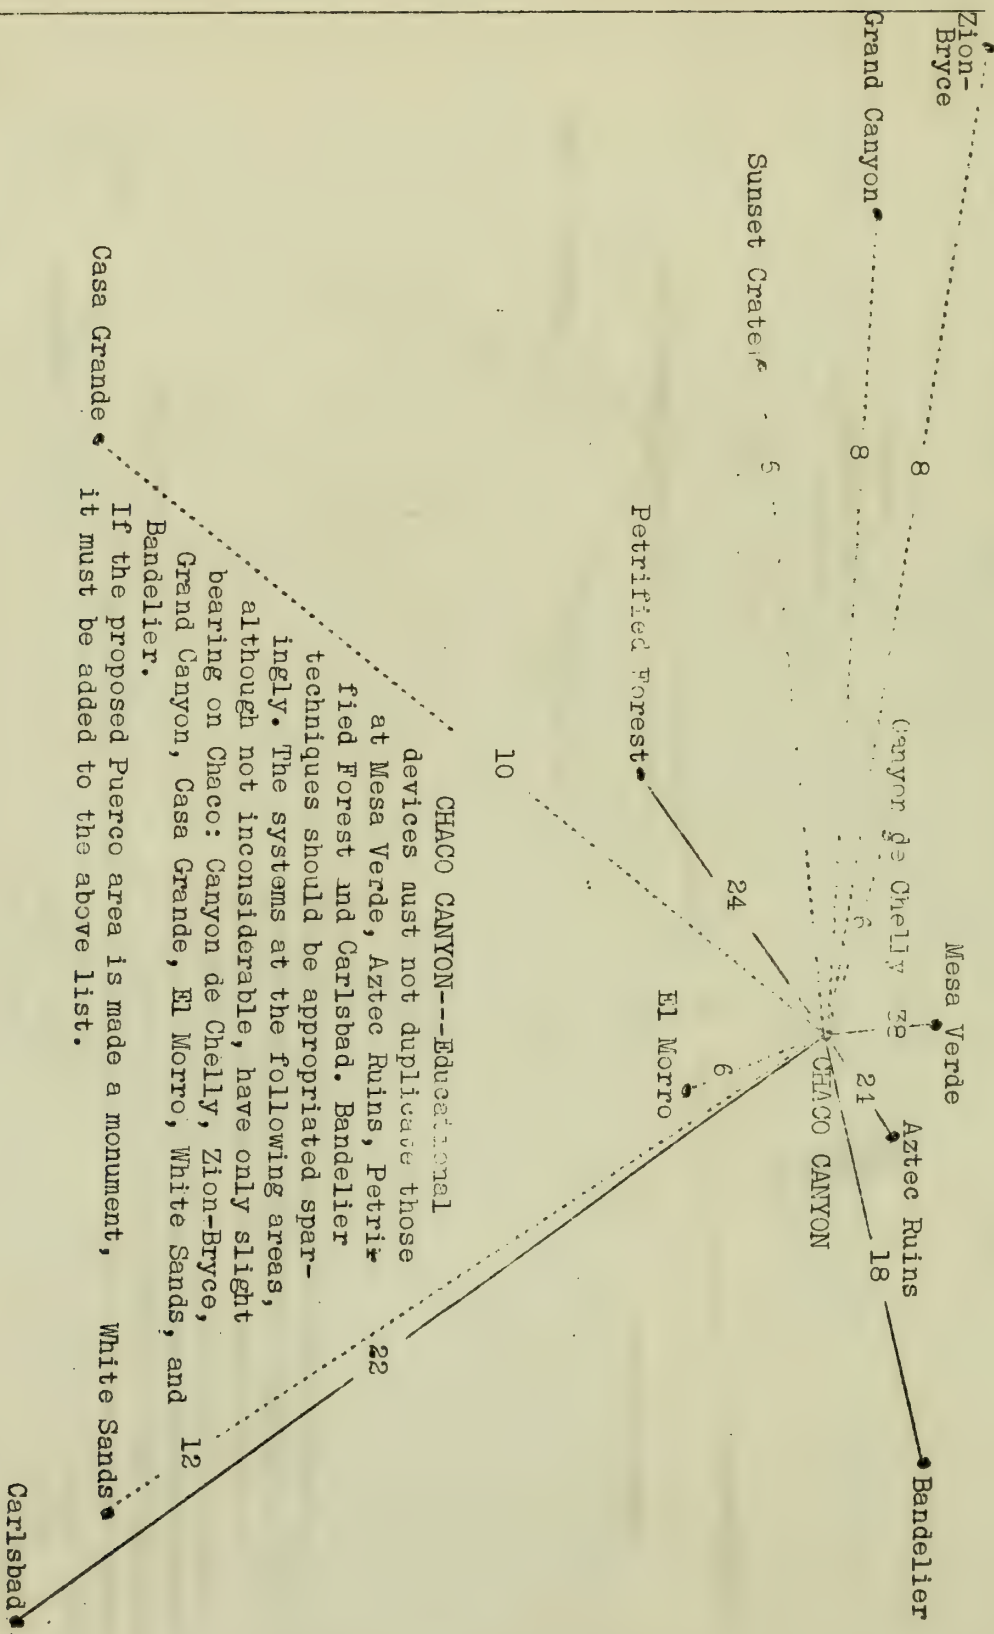 Zion-
Bryce
8
Mesa Verde
Grand Canyon
8
Canyon de Chelly
6
38
21
Aztec Ruins
18
Bandelier
Sunset Crater
CHACO CANYON
Petrified Forest
24
El Morro
6
10
22
CHACO CANYON---Educational
devices must not duplicate those
at Mesa Verde, Aztec Ruins, Petri-
fied Forest and Carlsbad. Bandelier
techniques should be appropriated spar-
ingly. The systems at the following areas,
although not inconsiderable, have only slight
bearing on Chaco: Canyon de Chelly, Zion-Bryce,
Grand Canyon, Casa Grande, El Morro, White Sands, and
Bandelier.
If the proposed Puerco area is made a monument,
it must be added to the above list.
Casa Grande
12
White Sands
Carlsbad